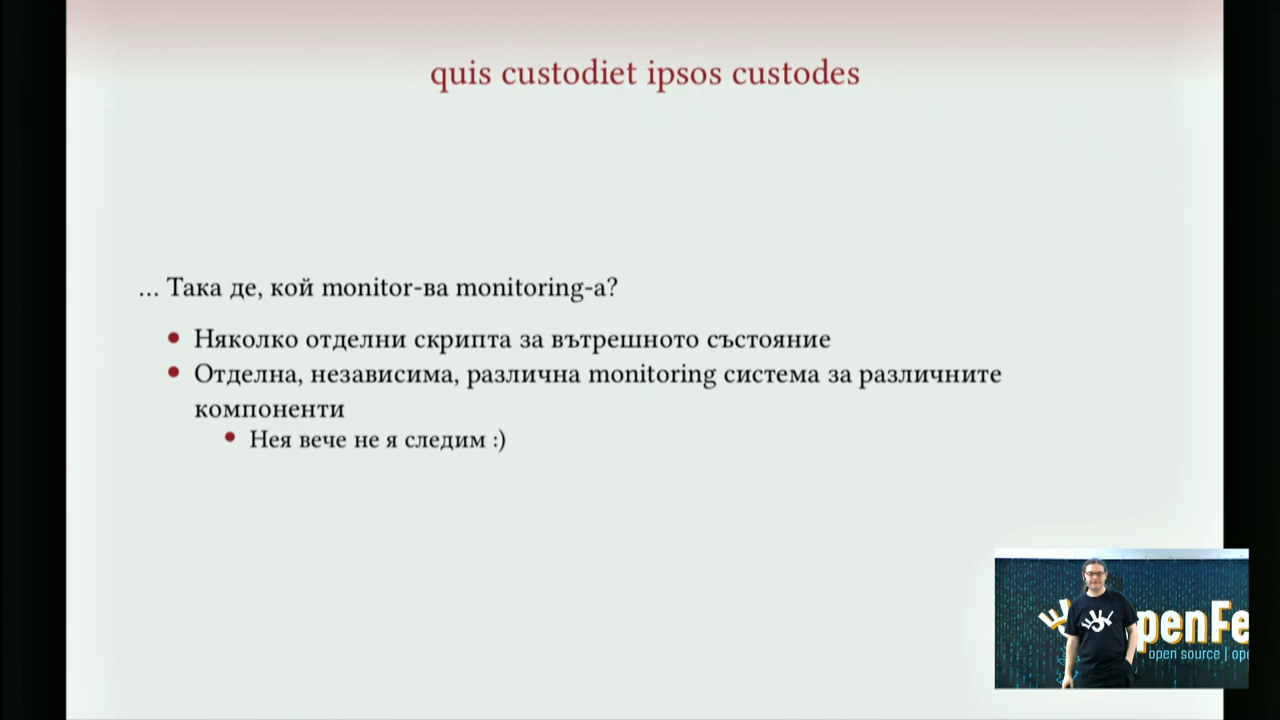 quis custodiet ipsos custodes
... Така де, кой monitor-ва monitoring-а?
Няколко отделни скрипта за вътрешното състояние
Отделна, независима, различна monitoring система за различните
компоненти
Нея вече не я следим :)
penFe
open source | ope